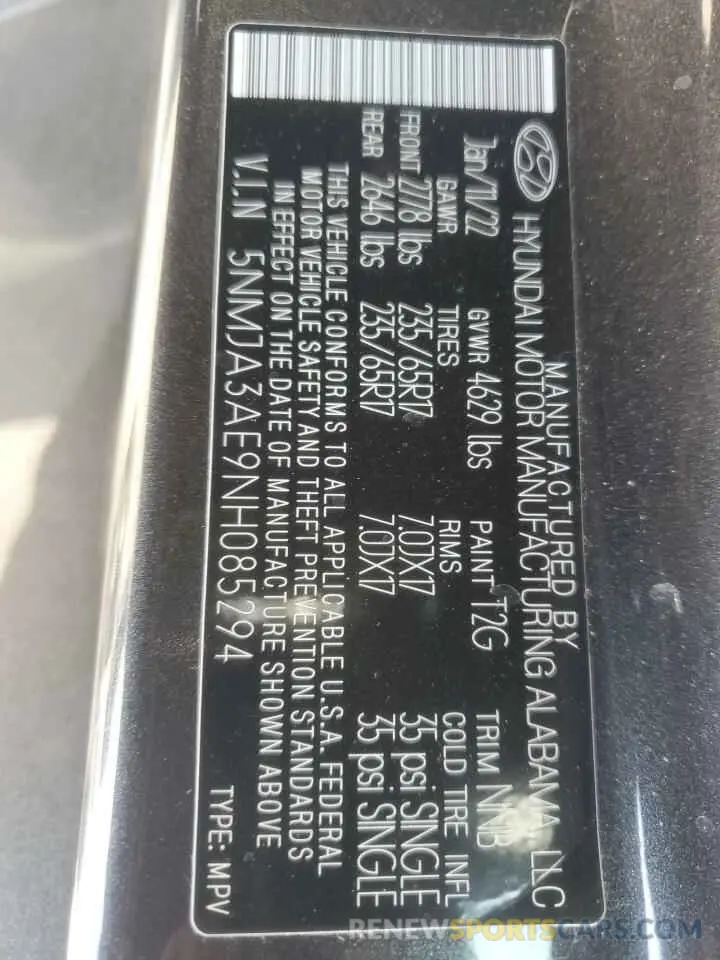 MANUFACTURED BY
HYUNDAI MOTOR MANUFACTURING ALABAMA, LLC
Jan/11/22 GVWR 4629 lbs PAINT T2G TRIM NNB
GAWR TIRES RIMS COLD TIRE INFL
FRONT 2778 lbs 235/65R17 7.0JX17 35 psi SINGLE
REAR 2646 lbs 235/65R17 7.0JX17 35 psi SINGLE
THIS VEHICLE CONFORMS TO ALL APPLICABLE U.S.A. FEDERAL
MOTOR VEHICLE SAFETY AND THEFT PREVENTION STANDARDS
IN EFFECT ON THE DATE OF MANUFACTURE SHOWN ABOVE
V.I.N 5NMJA3AE9NH085294 TYPE: MPV
RENEWSPORTSCARS.COM